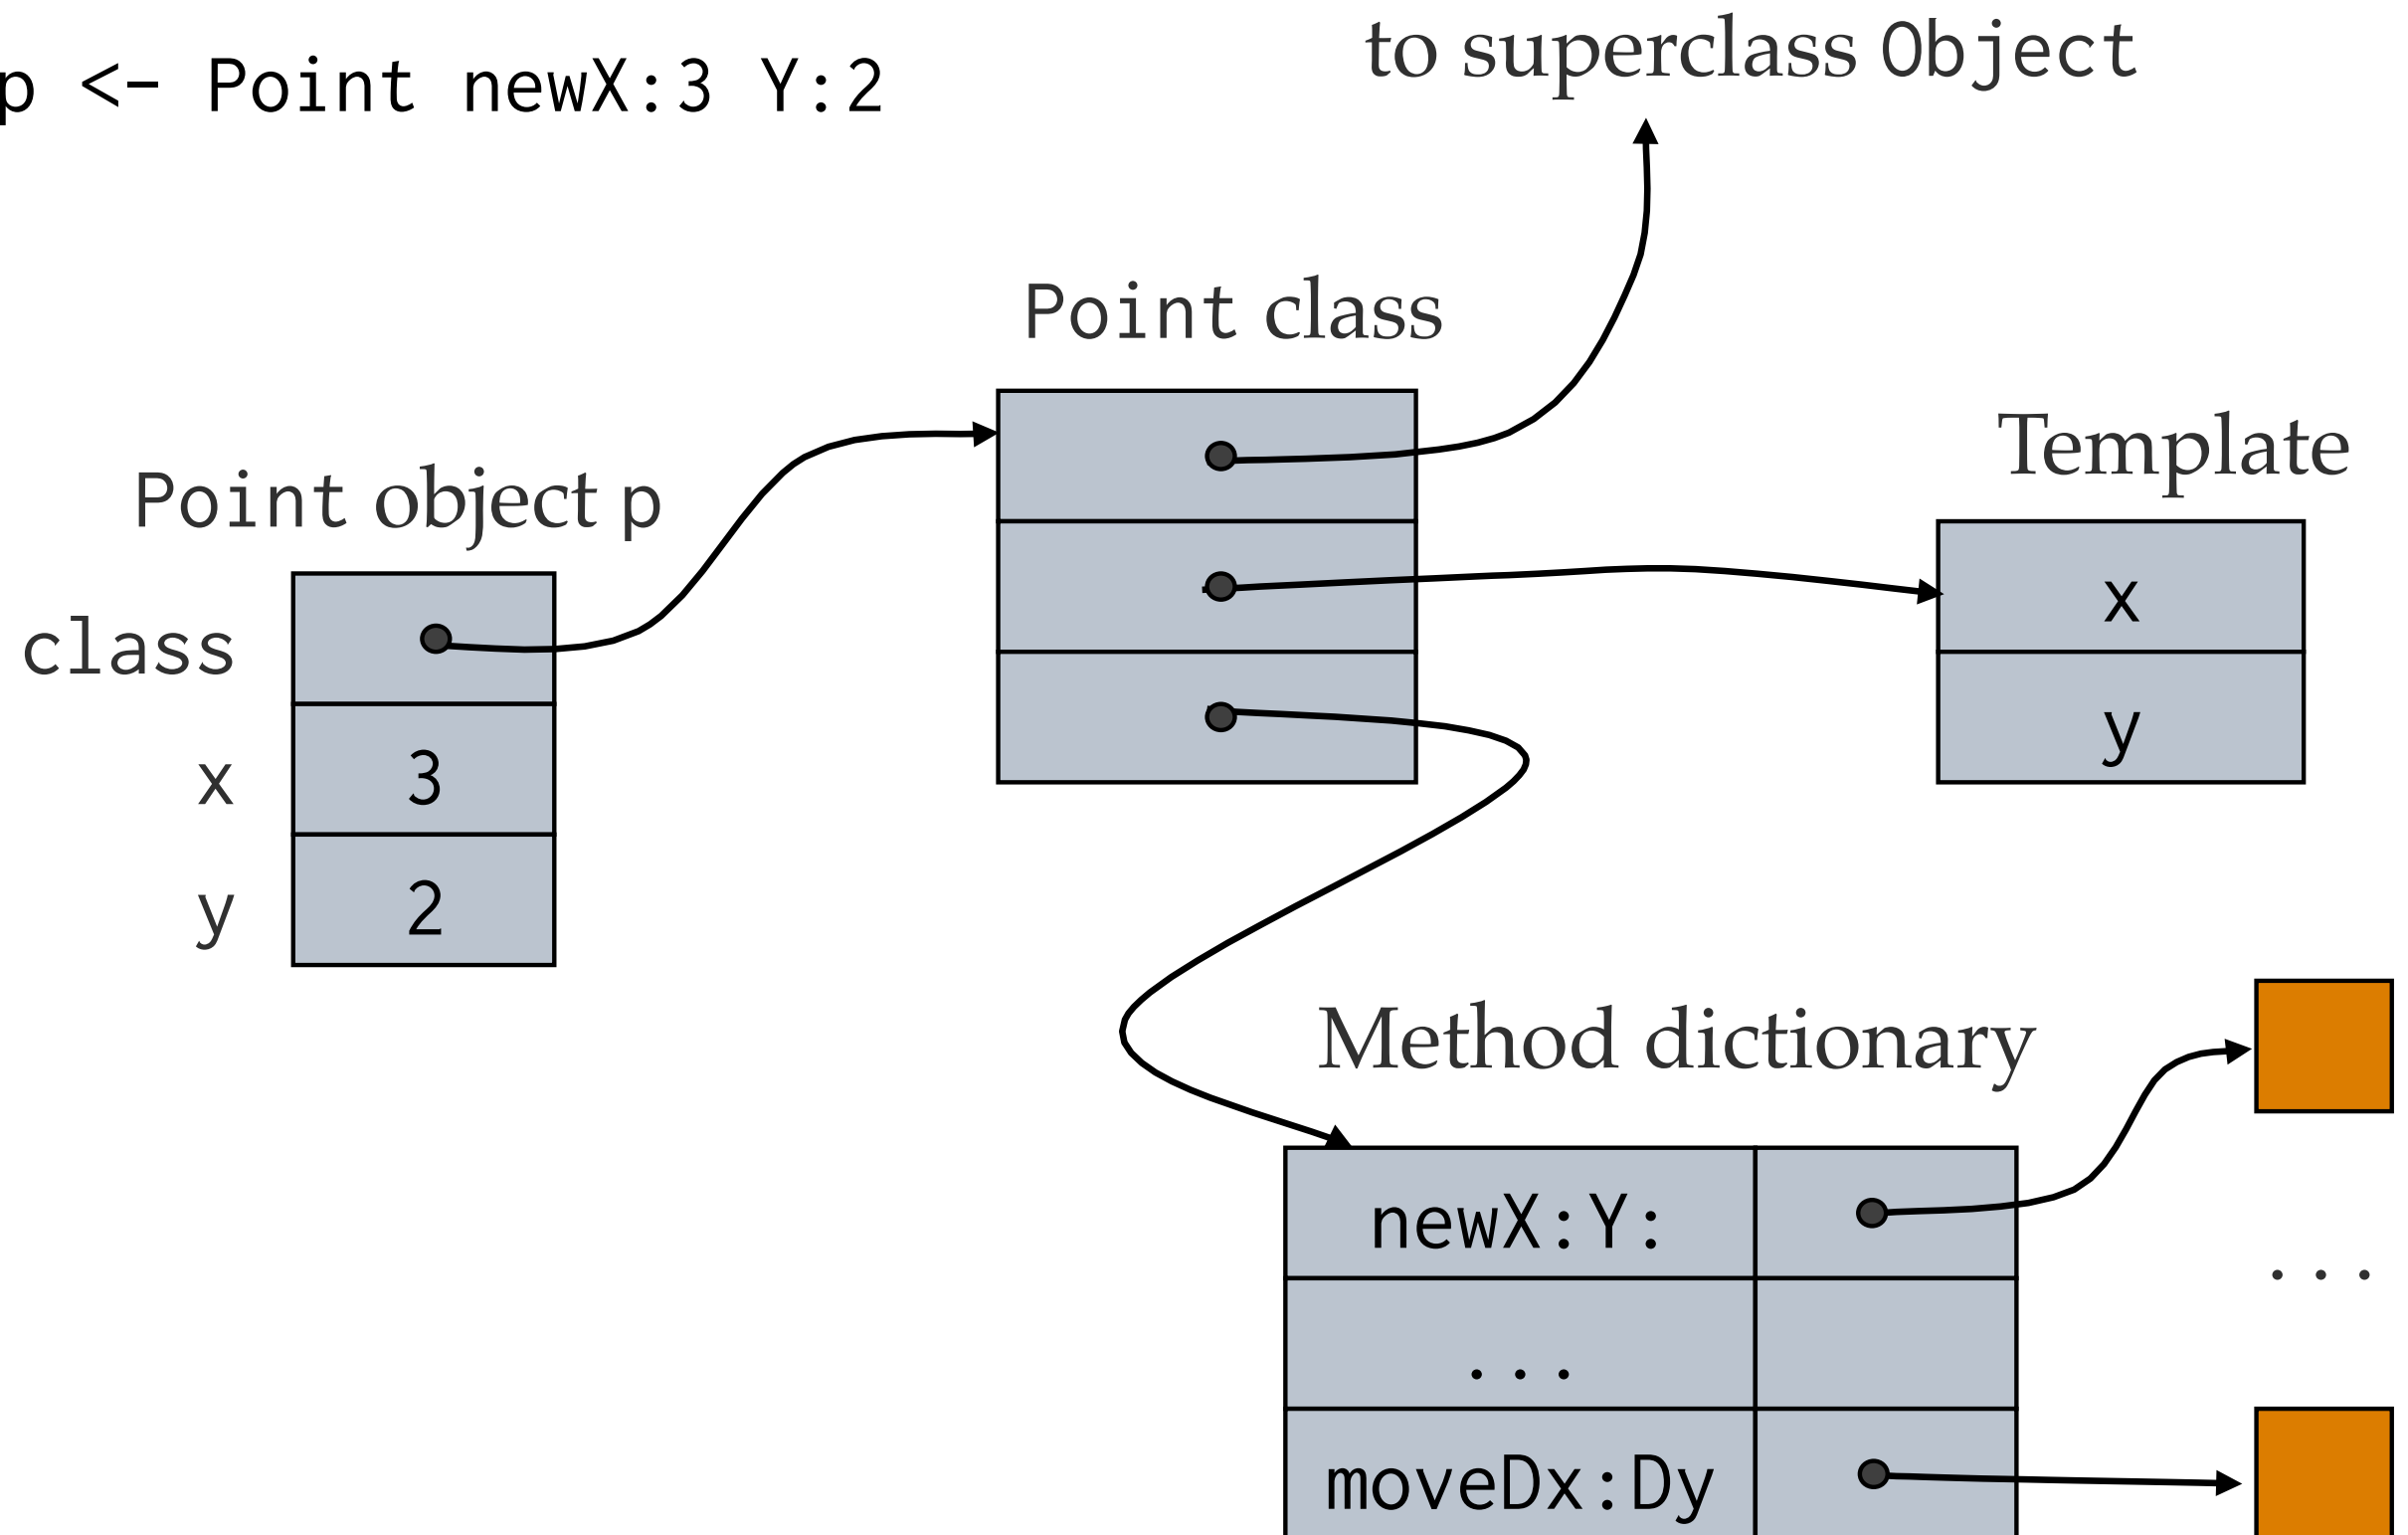 p <- Point newX:3 Y:2
to superclass Object
Point class
Template
Point object p
class
x
y
3
2
x
y
Method dictionary
newX:Y:
...
...
moveDx:Dy